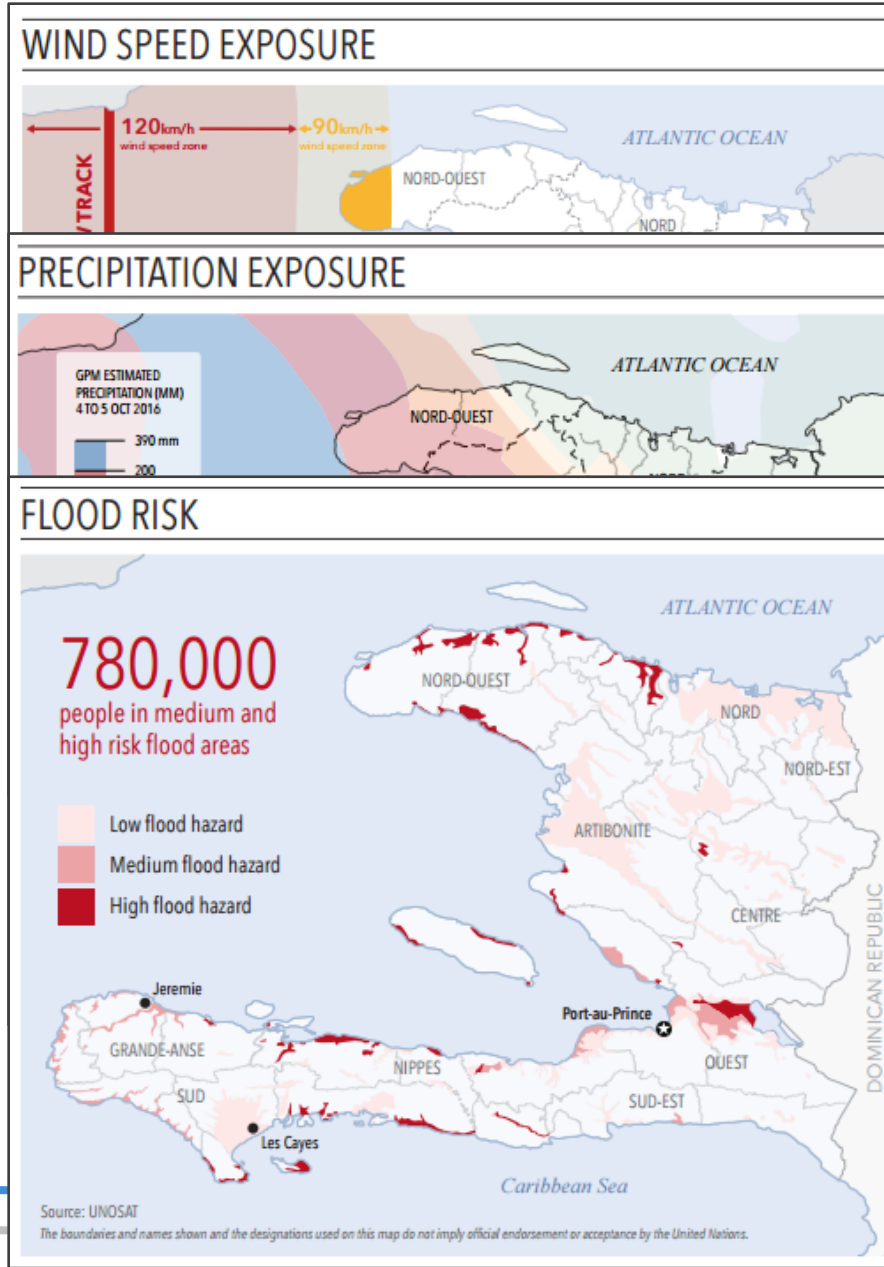 WIND SPEED EXPOSURE
120km/h
wind speed zone
90km/h
wind speed zone
ATLANTIC OCEAN
TRACK
NORD-OUEST
NORD
PRECIPITATION EXPOSURE
ATLANTIC OCEAN
GPM ESTIMATED
PRECIPITATION (MM)
4 TO 5 OCT 2016
390 mm
200
NORD-OUEST
FLOOD RISK
ATLANTIC OCEAN
780,000
people in medium and
high risk flood areas
NORD-OUEST
NORD
NORD-EST
Low flood hazard
Medium flood hazard
High flood hazard
ARTIBONITE
CENTRE
DOMINICAN REPUBLIC
Jeremie
Port-au-Prince
GRANDE-ANSE
NIPPES
OUEST
SUD
SUD-EST
Les Cayes
Caribbean Sea
Source: UNOSAT
The boundaries and names shown and the designations used on this map do not imply official endorsement or acceptance by the United Nations.